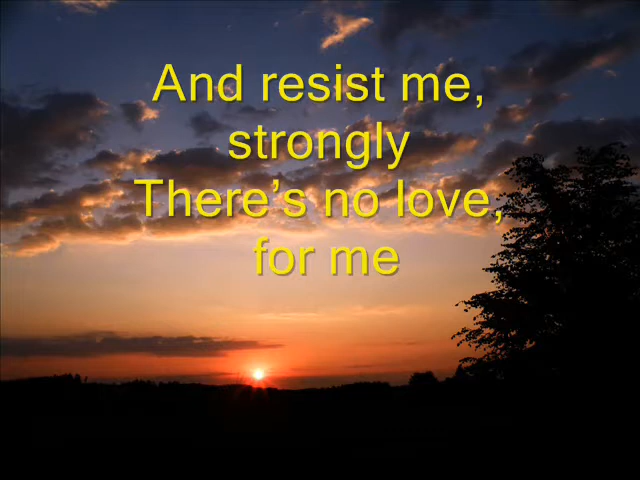 And resist me,
strongly
There's no love,
for me